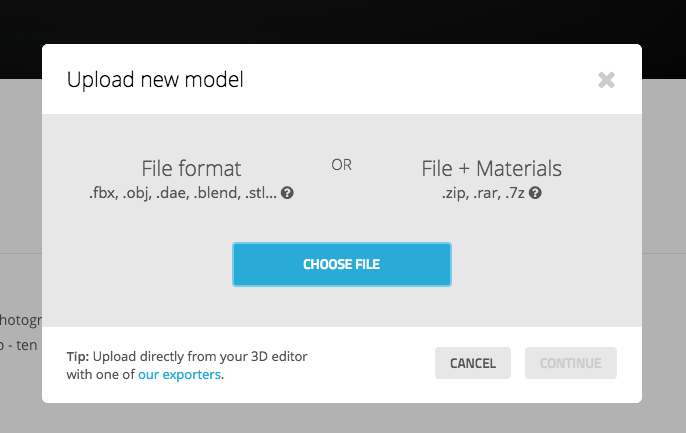 Upload new model
File format
OR
File + Materials
.fbx, .obj, .dae, .blend, .stl...
.zip, .rar, .7z
CHOOSE FILE
Tip: Upload directly from your 3D editor
with one of our exporters.
CANCEL
CONTINUE
- ten